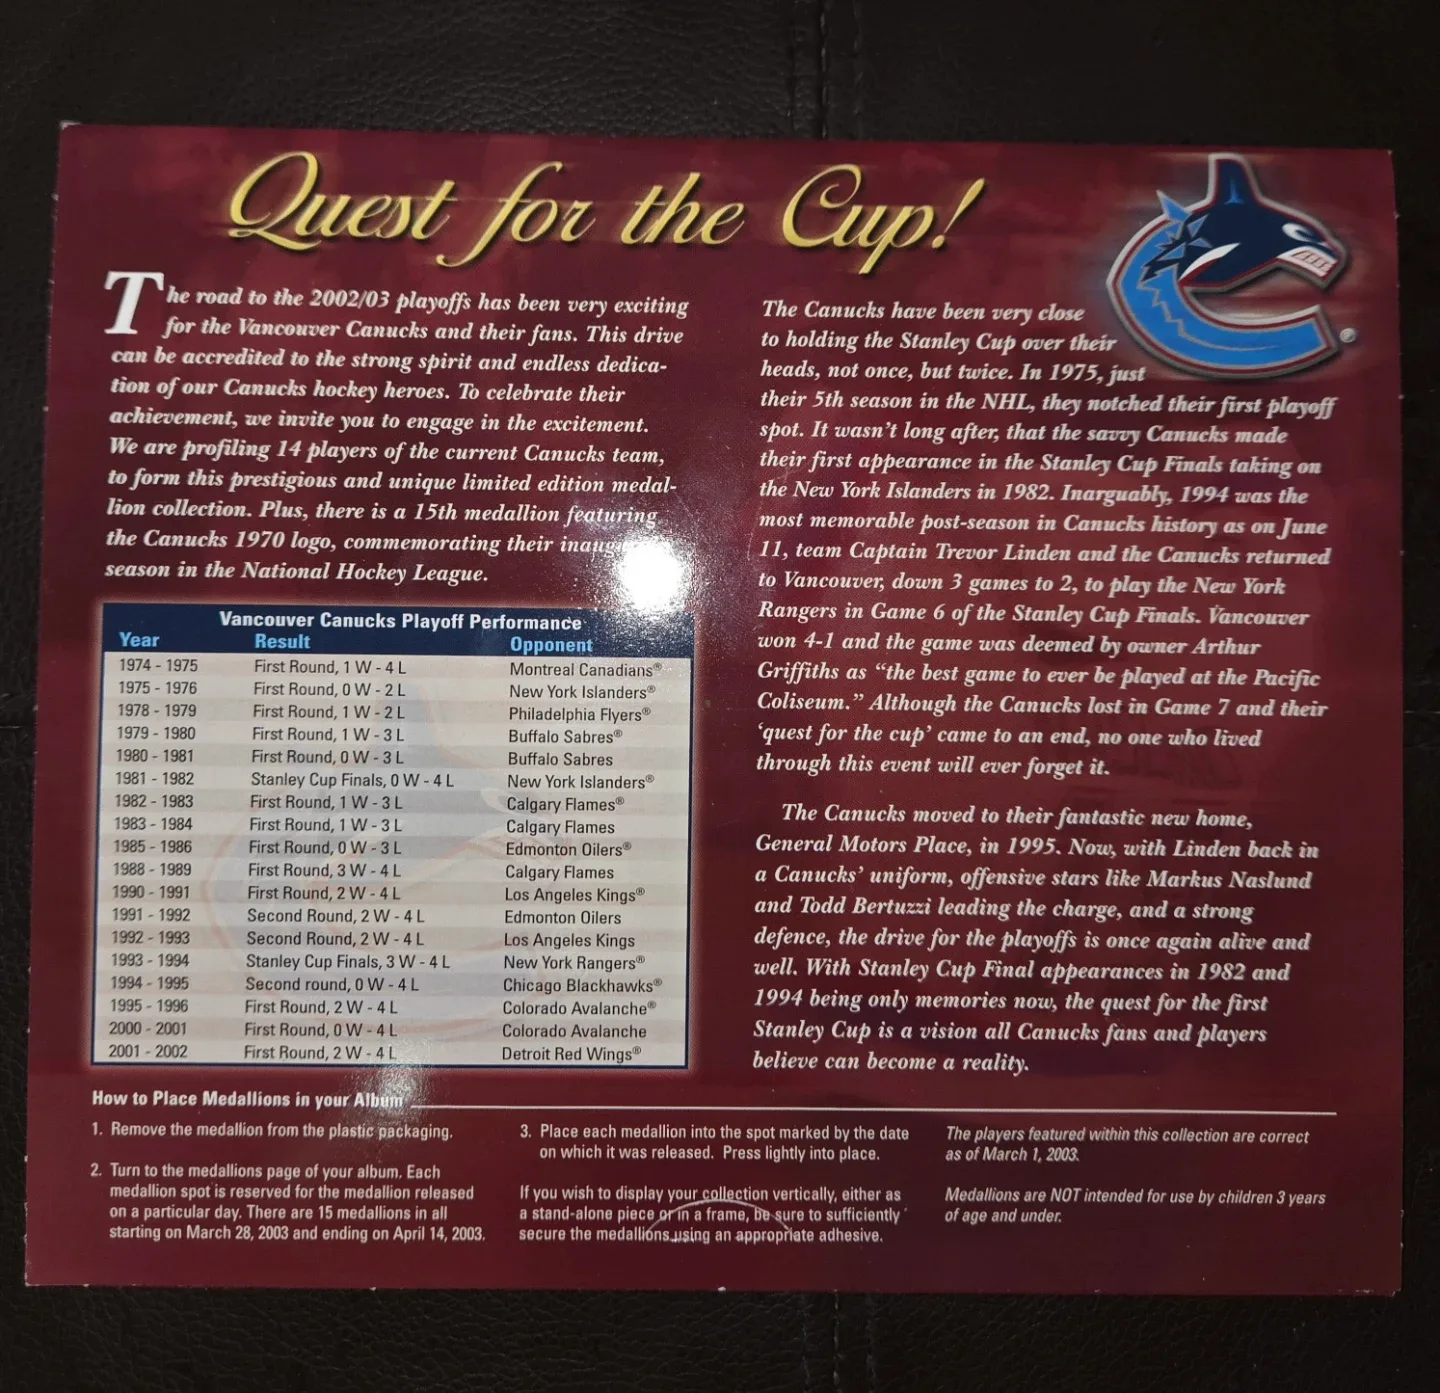 Quest for the Cup!
The road to the 2002/03 playoffs has been very exciting
for the Vancouver Canucks and their fans. This drive
can be accredited to the strong spirit and endless dedica-
tion of our Canucks hockey heroes. To celebrate their
achievement, we invite you to engage in the excitement.
We are profiling 14 players of the current Canucks team,
to form this prestigious and unique limited edition medal-
lion collection. Plus, there is a 15th medallion featuring
the Canucks 1970 logo, commemorating their
season in the National Hockey League.
Vancouver Canucks Playoff Performance
Year Result Opponent
1974 - 1975 First Round, 1 W - 4 L Montreal Canadians®
1975 - 1976 First Round, 0 W - 2 L New York Islanders®
1978 - 1979 First Round, 1 W - 2 L Philadelphia Flyers®
1979 - 1980 First Round, 1 W - 3 L Buffalo Sabres®
1980 - 1981 First Round, 0 W - 3 L Buffalo Sabres
1981 - 1982 Stanley Cup Finals, 0 W - 4 L New York Islanders®
1982 - 1983 First Round, 1 W - 3 L Calgary Flames®
1983 - 1984 First Round, 1 W - 3 L Calgary Flames
1985 - 1986 First Round, 0 W - 3 L Edmonton Oilers®
1988 - 1989 First Round, 3 W - 4 L Calgary Flames
1990 - 1991 First Round, 2 W - 4 L Los Angeles Kings®
1991 - 1992 Second Round, 2 W - 4 L Edmonton Oilers
1992 - 1993 Second Round, 2 W - 4 L Los Angeles Kings
1993 - 1994 Stanley Cup Finals, 3 W - 4 L New York Rangers®
1994 - 1995 Second round, 0 W - 4 L Chicago Blackhawks®
1995 - 1996 First Round, 2 W - 4 L Colorado Avalanche®
2000 - 2001 First Round, 0 W - 4 L Colorado Avalanche
2001 - 2002 First Round, 2 W - 4 L Detroit Red Wings®
®
The Canucks have been very close
to holding the Stanley Cup over their
heads, not once, but twice. In 1975, just
their 5th season in the NHL, they notched their first playoff
spot. It wasn't long after, that the savvy Canucks made
their first appearance in the Stanley Cup Finals taking on
the New York Islanders in 1982. Inarguably, 1994 was the
most memorable post-season in Canucks history as on June
11, team Captain Trevor Linden and the Canucks returned
to Vancouver, down 3 games to 2, to play the New York
Rangers in Game 6 of the Stanley Cup Finals. Vancouver
won 4-1 and the game was deemed by owner Arthur
Griffiths as "the best game to ever be played at the Pacific
Coliseum." Although the Canucks lost in Game 7 and their
'quest for the cup' came to an end, no one who lived
through this event will ever forget it.
The Canucks moved to their fantastic new home,
General Motors Place, in 1995. Now, with Linden back in
a Canucks' uniform, offensive stars like Markus Naslund
and Todd Bertuzzi leading the charge, and a strong
defence, the drive for the playoffs is once again alive and
well. With Stanley Cup Final appearances in 1982 and
1994 being only memories now, the quest for the first
Stanley Cup is a vision all Canucks fans and players
believe can become a reality.
How to Place Medallions in your Album
1. Remove the medallion from the plastic packaging.
2. Turn to the medallions page of your album. Each
medallion spot is reserved for the medallion released
on a particular day. There are 15 medallions in all
starting on March 28, 2003 and ending on April 14, 2003.
3. Place each medallion into the spot marked by the date
on which it was released. Press lightly into place.
If you wish to display your collection vertically, either as
a stand-alone piece or in a frame, be sure to sufficiently
secure the medallions using an appropriate adhesive.
The players featured within this collection are correct
as of March 1, 2003.
Medallions are NOT intended for use by children 3 years
of age and under.